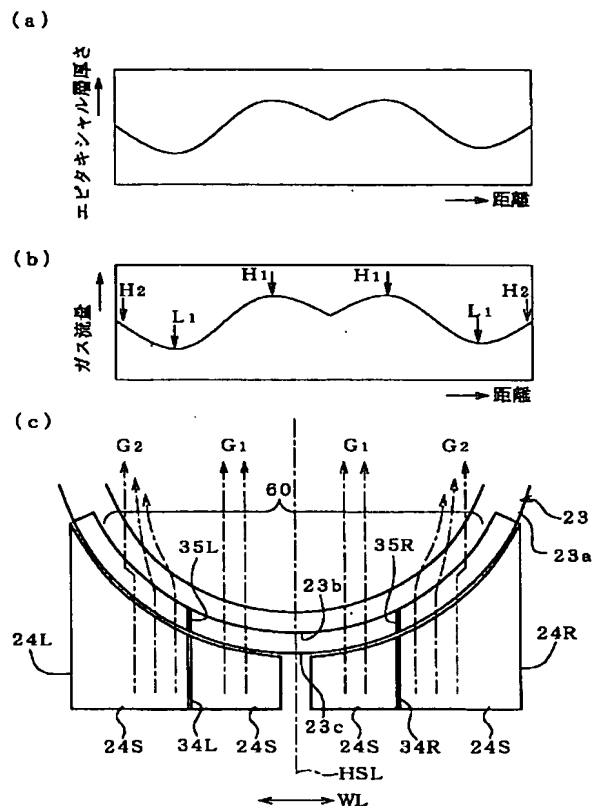 (a)
エピタキシャル層厚さ
距離
(b)
ガス流量
H2
L1
H1
H1
L1
H2
距離
(c)
G2
G1
G1
G2
60
23
23a
35L
35R
23b
24L
24R
23c
24S
34L
24S
24S
34R
24S
HSL
WL